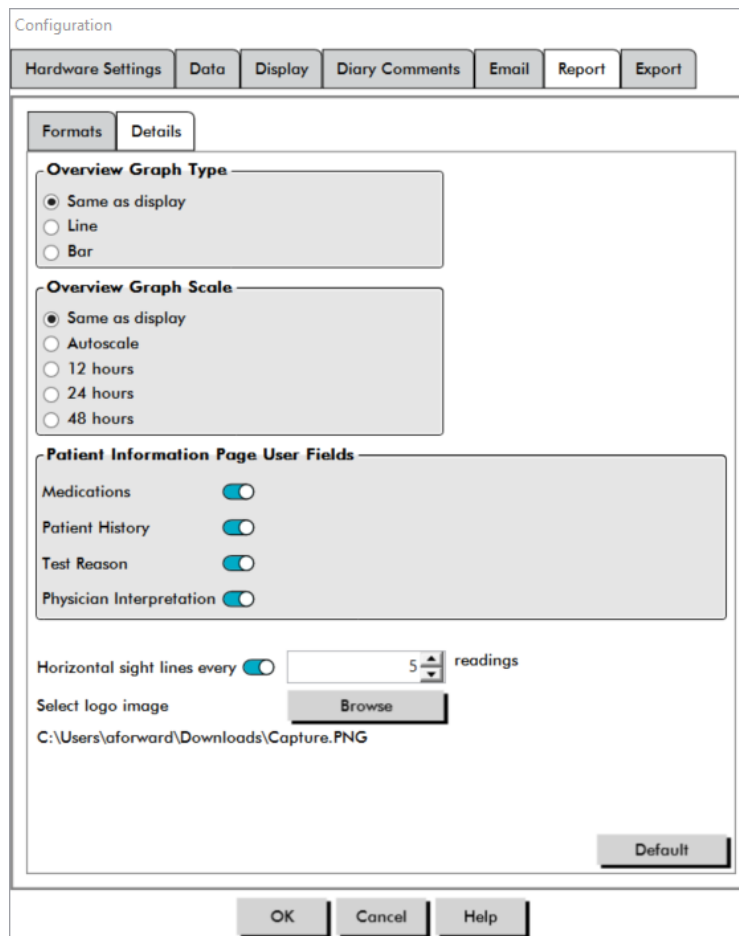 Configuration
Hardware Settings Data Display Diary Comments Email Report Export
Formats Details
Overview Graph Type
Same as display
Line
Bar
Overview Graph Scale
Same as display
Autoscale
12 hours
24 hours
48 hours
Patient Information Page User Fields
Medications
Patient History
Test Reason
Physician Interpretation
Horizontal sight lines every 5 readings
Select logo image Browse
C:\Users\aforward\Downloads\Capture.PNG
Default
OK Cancel Help